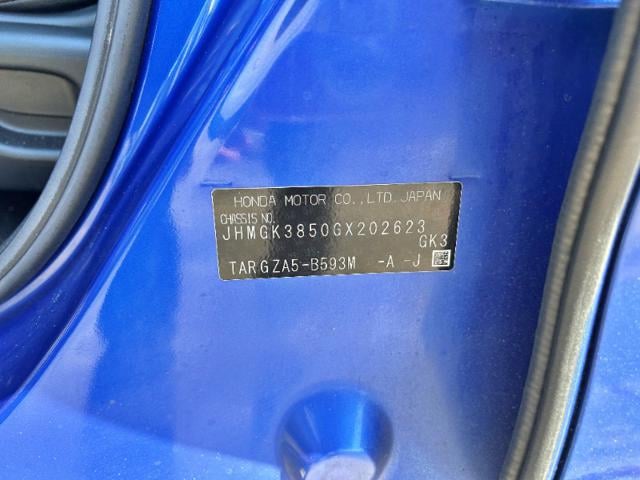 HONDA MOTOR CO.,LTD.JAPAN
CHASSIS NO.
JHMGK3850GX202623
GK3
TARGZA5-B593M -A -J